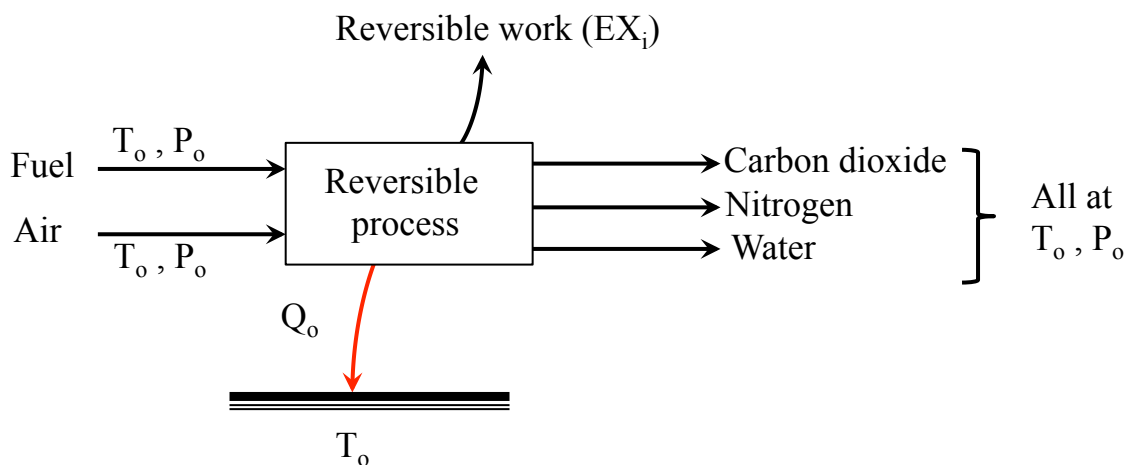 Reversible work (EXi)
To , Po
Fuel
Air
To , Po
Reversible
process
Carbon dioxide
Nitrogen
Water
All at
To , Po
Qo
To